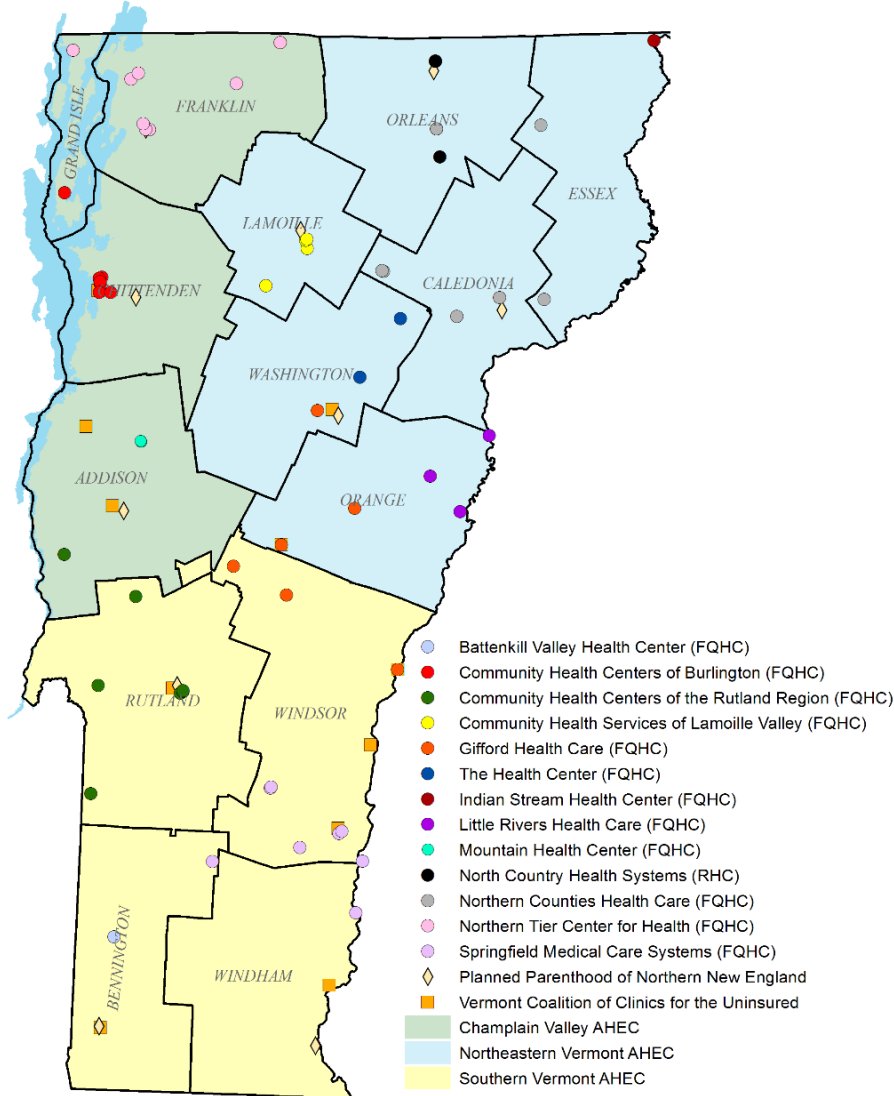 GRAND ISLE
FRANKLIN
ORLEANS
ESSEX
LAMOILLE
CALEDONIA
HITTENDEN
WASHINGTON
ADDISON
ORANGE
RUTLAND
WINDSOR
BENNINGTON
WINDHAM
Battenkill Valley Health Center (FQHC)
Community Health Centers of Burlington (FQHC)
Community Health Centers of the Rutland Region (FQHC)
Community Health Services of Lamoille Valley (FQHC)
Gifford Health Care (FQHC)
The Health Center (FQHC)
Indian Stream Health Center (FQHC)
Little Rivers Health Care (FQHC)
Mountain Health Center (FQHC)
North Country Health Systems (RHC)
Northern Counties Health Care (FQHC)
Northern Tier Center for Health (FQHC)
Springfield Medical Care Systems (FQHC)
Planned Parenthood of Northern New England
Vermont Coalition of Clinics for the Uninsured
Champlain Valley AHEC
Northeastern Vermont AHEC
Southern Vermont AHEC